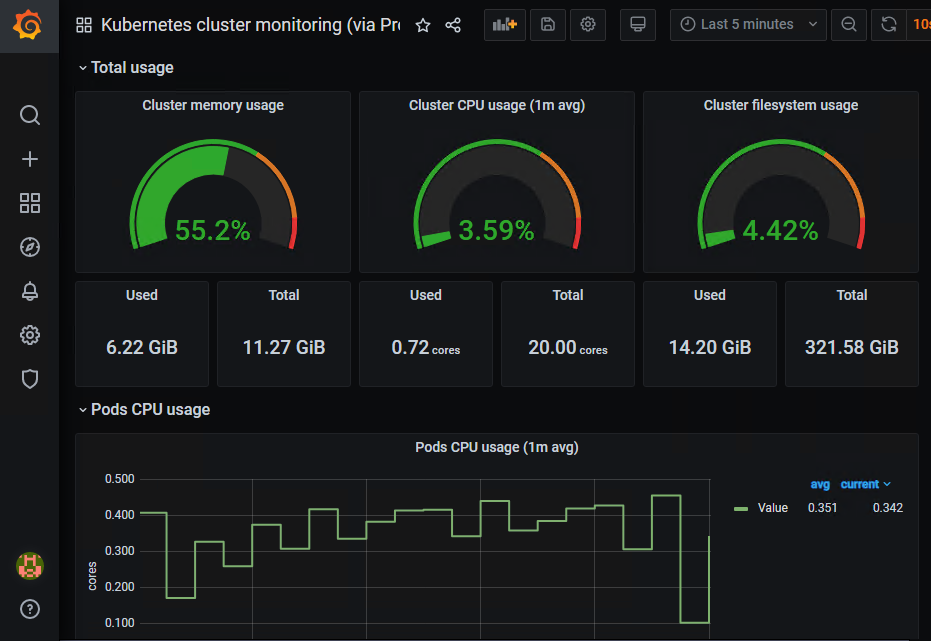 Kubernetes cluster monitoring (via Pr
Last 5 minutes
10s
Total usage
Cluster memory usage
55.2%
Cluster CPU usage (1m avg)
3.59%
Cluster filesystem usage
4.42%
Used
6.22 GiB
Total
11.27 GiB
Used
0.72 cores
Total
20.00 cores
Used
14.20 GiB
Total
321.58 GiB
Pods CPU usage
Pods CPU usage (1m avg)
cores
0.500
0.400
0.300
0.200
0.100
avg current
Value 0.351 0.342